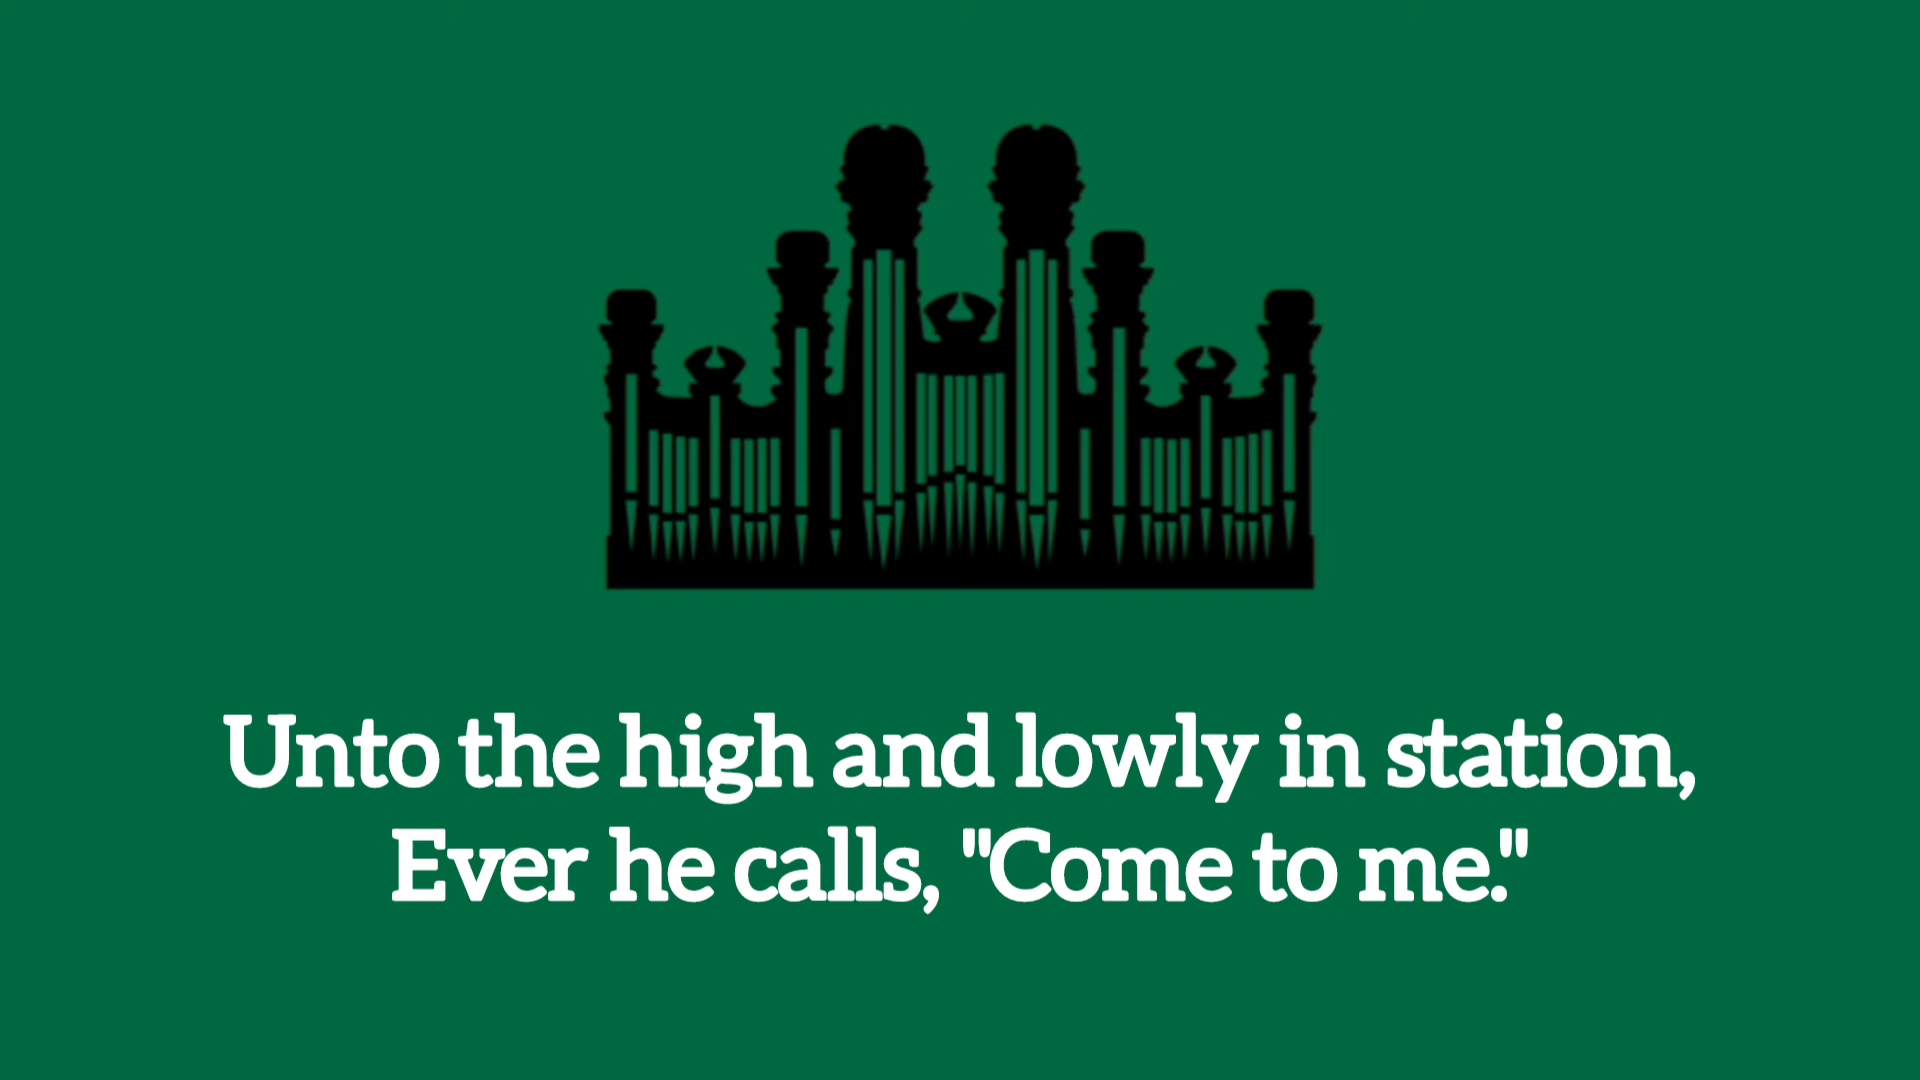 Unto the high and lowly in station,
Ever he calls, "Come to me."